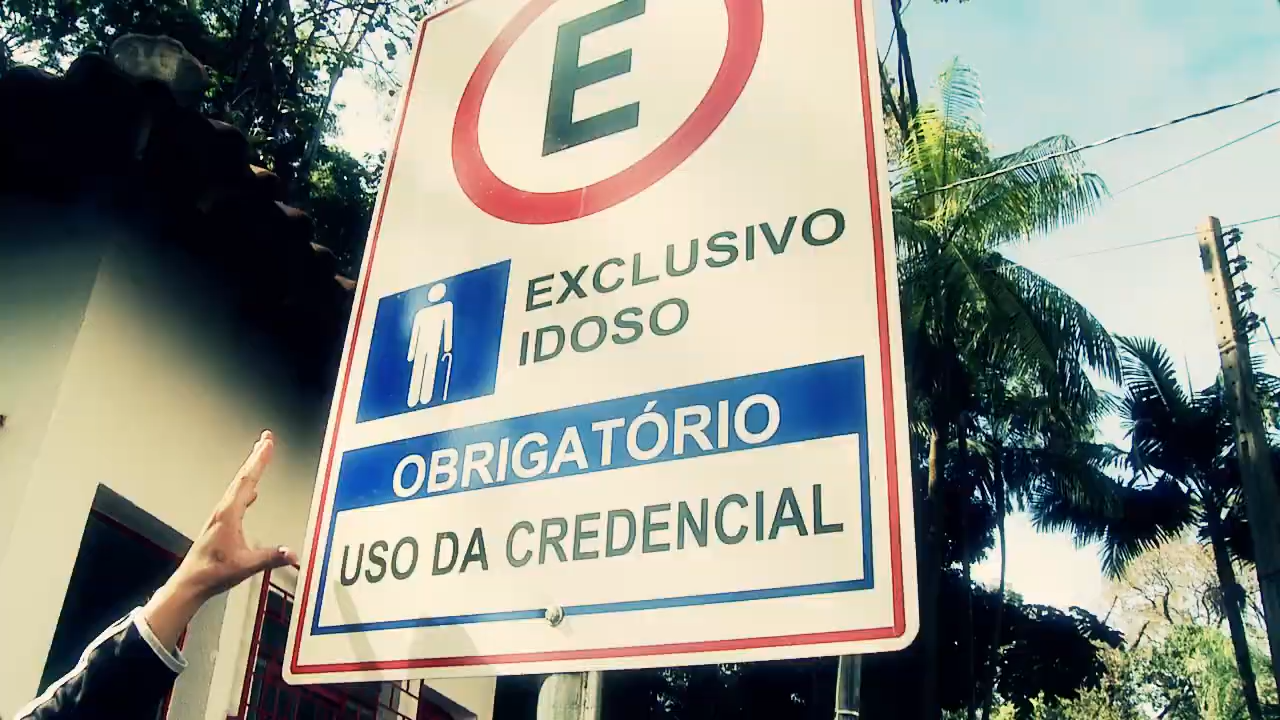 E
EXCLUSIVO
IDOSO
OBRIGATÓRIO
USO DA CREDENCIAL